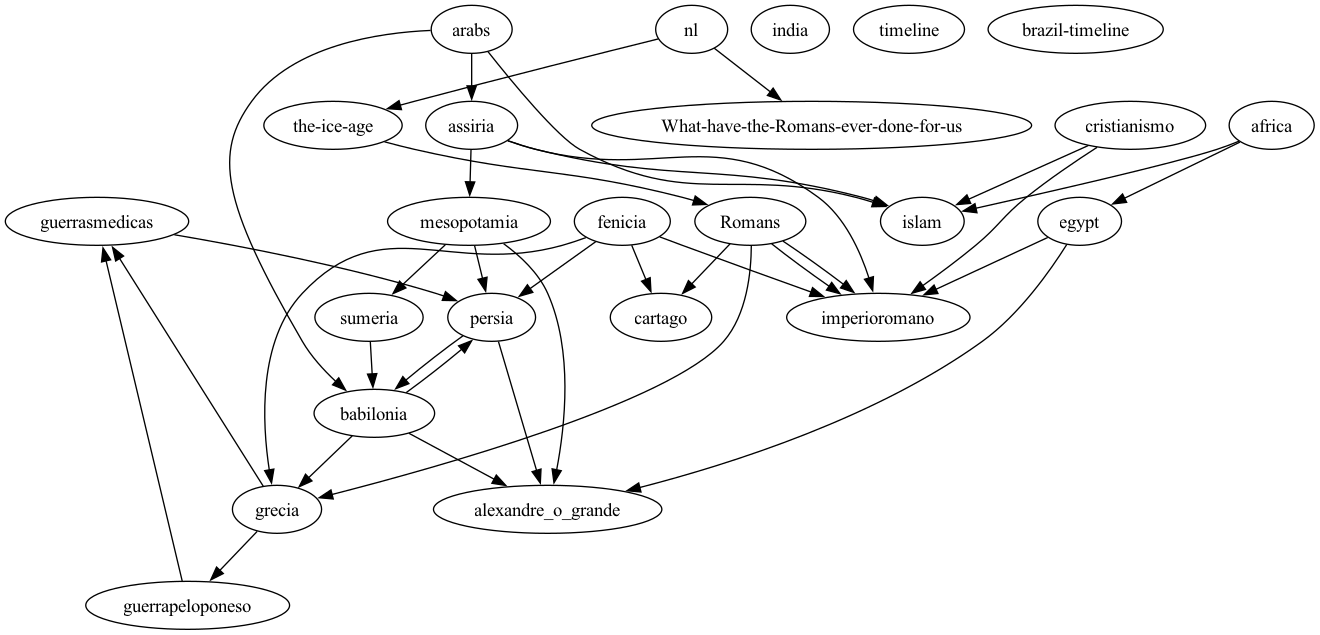 arabs
nl
india
timeline
brazil-timeline
the-ice-age
assiria
What-have-the-Romans-ever-done-for-us
cristianismo
africa
guerrasmedicas
mesopotamia
fenicia
Romans
islam
egypt
sumeria
persia
cartago
imperioromano
babilonia
grecia
alexandre_o_grande
guerrapeloponeso